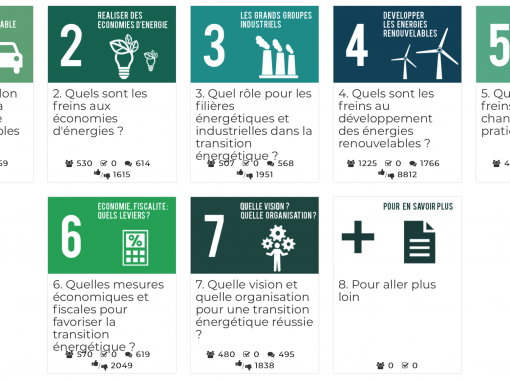 ABLE
lon
a
e
oles
59
2
REALISER DES
ECONOMIES D'ENERGIE
2. Quels sont les
freins aux
économies
d'énergies ?
530 0 614
/ 1615
3
LES GRANDS GROUPES
INDUSTRIELS
3. Quel rôle pour les
filières
énergétiques et
industrielles dans la
transition
énergétique ?
507 0 568
/ 1951
4
DEVELOPPER
LES ENERGIES
RENOUVELABLES
4. Quels sont les
freins au
développement
des énergies
renouvelables ?
1225 0 1766
/ 8812
5
5. Qu
freins
chan
pratic
4
6
ECONOMIE, FISCALITE:
QUELS LEVIERS ?
%
6. Quelles mesures
économiques et
fiscales pour
favoriser la
transition
énergétique ?
570 0 619
/ 2049
7
QUELLE VISION ?
QUELLE ORGANISATION ?
7. Quelle vision et
quelle organisation
pour une transition
énergétique réussie
?
480 0 495
/ 1838
POUR EN SAVOIR PLUS
+
8. Pour aller plus
loin
0 0